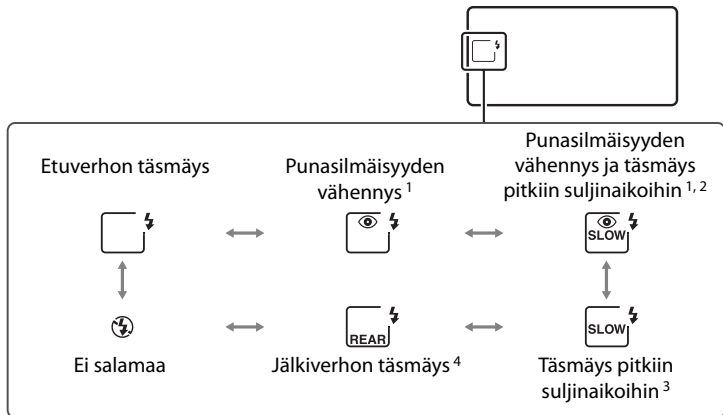 Etuverhon täsmäys
Punasilmäisyyden
vähennys 1
Punasilmäisyyden
vähennys ja täsmäys
pitkiin suljinaikoihin 1, 2
SLOW
REAR
SLOW
Ei salamaa
Jälkiverhon täsmäys 4
Täsmäys pitkiin
suljinaikoihin 3